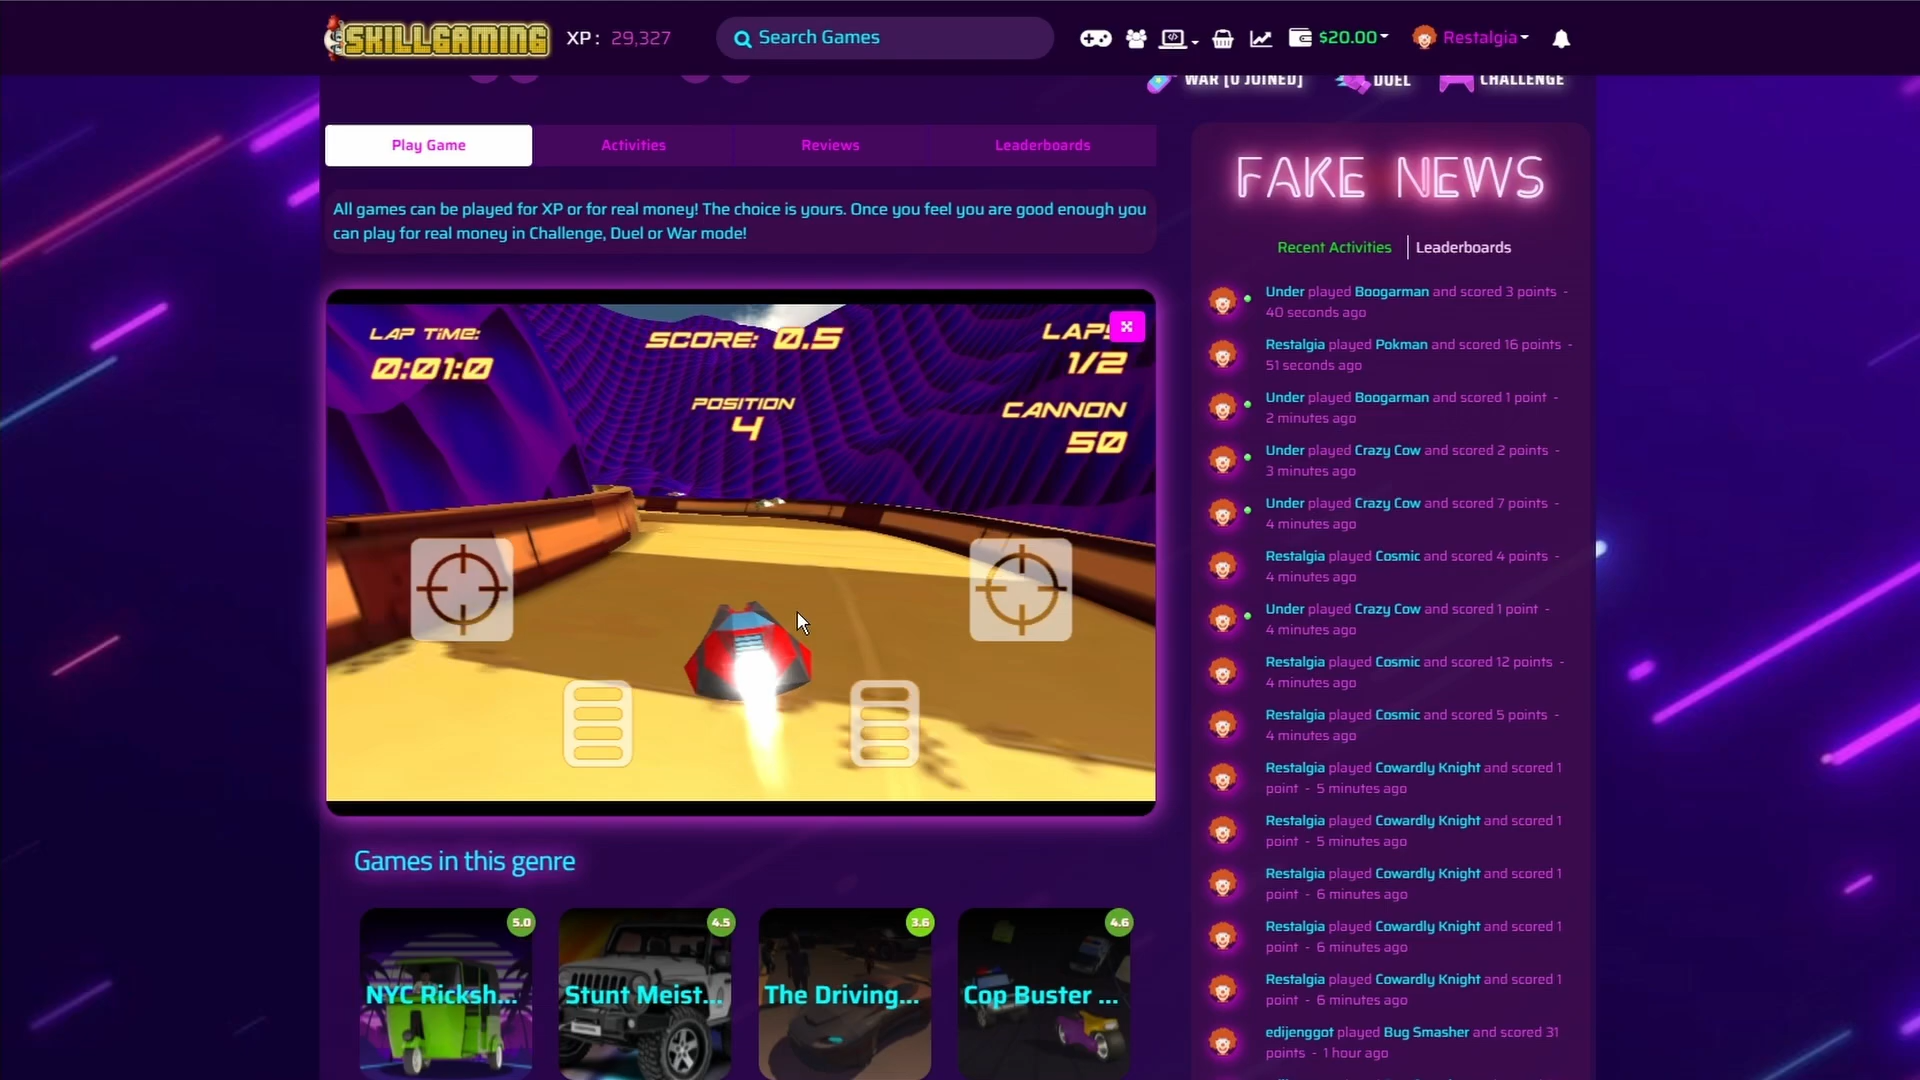 SKILLGAMING
XP : 29,327
Search Games
$20.00
Restalgia
WAR [0 JOINED]
DUEL
CHALLENGE
Play Game
Activities
Reviews
Leaderboards
All games can be played for XP or for real money! The choice is yours. Once you feel you are good enough you
can play for real money in Challenge, Duel or War mode!
LAP TIME:
0:01:0
SCORE: 0.5
POSITION
4
LAPS
1/2
CANNON
50
Games in this genre
5.0
NYC Ricksh...
4.5
Stunt Meist...
3.6
The Driving...
4.6
Cop Buster ...
FAKE NEWS
Recent Activities
Leaderboards
Under played Boogarman and scored 3 points -
40 seconds ago
Restalgia played Pokman and scored 16 points -
51 seconds ago
Under played Boogarman and scored 1 point -
2 minutes ago
Under played Crazy Cow and scored 2 points -
3 minutes ago
Under played Crazy Cow and scored 7 points -
4 minutes ago
Restalgia played Cosmic and scored 4 points -
4 minutes ago
Under played Crazy Cow and scored 1 point -
4 minutes ago
Restalgia played Cosmic and scored 12 points -
4 minutes ago
Restalgia played Cosmic and scored 5 points -
4 minutes ago
Restalgia played Cowardly Knight and scored 1
point - 5 minutes ago
Restalgia played Cowardly Knight and scored 1
point - 5 minutes ago
Restalgia played Cowardly Knight and scored 1
point - 6 minutes ago
Restalgia played Cowardly Knight and scored 1
point - 6 minutes ago
Restalgia played Cowardly Knight and scored 1
point - 6 minutes ago
edijenggot played Bug Smasher and scored 31
points - 1 hour ago